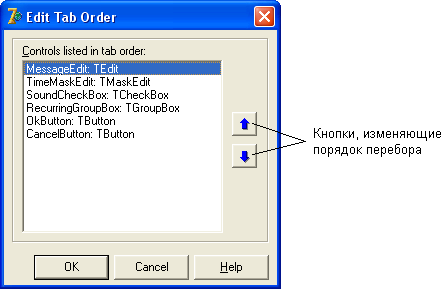 Edit Tab Order
Controls listed in tab order:
MessageEdit: TEdit
TimeMaskEdit: TMaskEdit
SoundCheckBox: TCheckBox
RecurringGroupBox: TGroupBox
OkButton: TButton
CancelButton: TButton
Кнопки, изменяющие
порядок перебора
OK Cancel Help